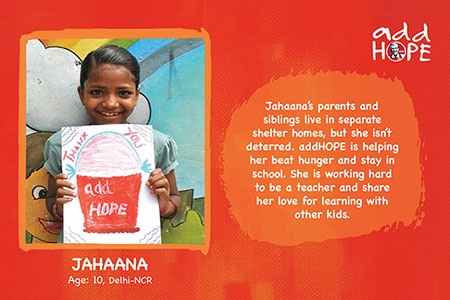 add
HOPE
THANK YOU
add
HOPE
Jahaana's parents and
siblings live in separate
shelter homes, but she isn't
deterred. addHOPE is helping
her beat hunger and stay in
school. She is working hard
to be a teacher and share
her love for learning with
other kids.
JAHAANA
Age: 10, Delhi-NCR